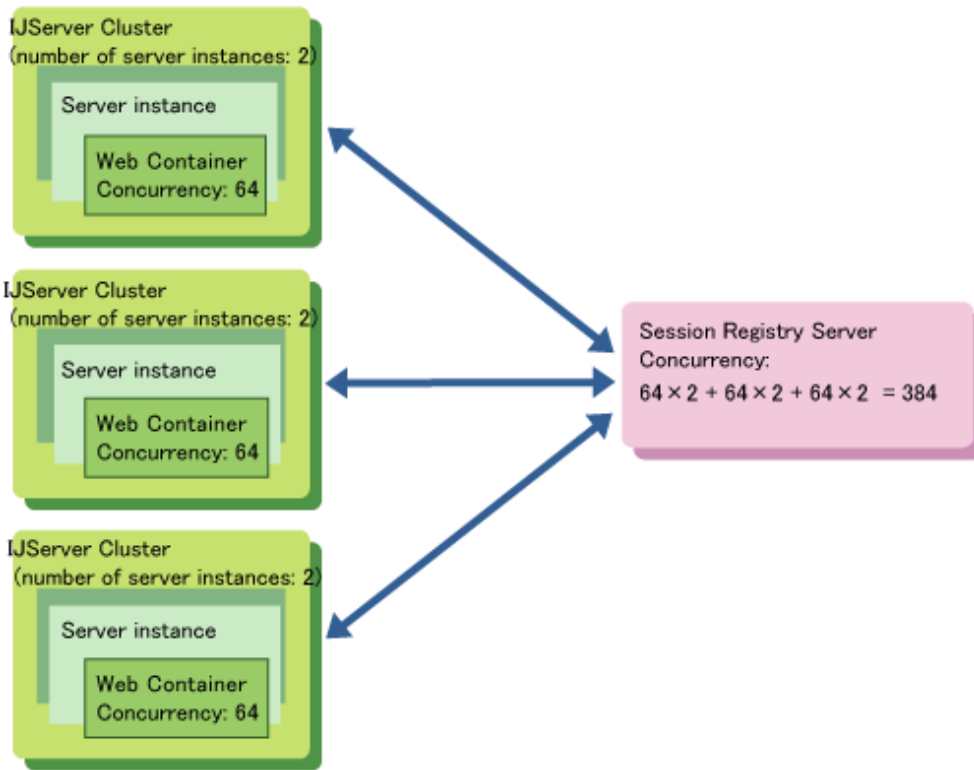 IJServer Cluster
(number of server instances: 2)
Server instance
Web Container
Concurrency: 64
IJServer Cluster
(number of server instances: 2)
Server instance
Web Container
Concurrency: 64
Session Registry Server
Concurrency:
64 × 2 + 64 × 2 + 64 × 2 = 384
IJServer Cluster
(number of server instances: 2)
Server instance
Web Container
Concurrency: 64